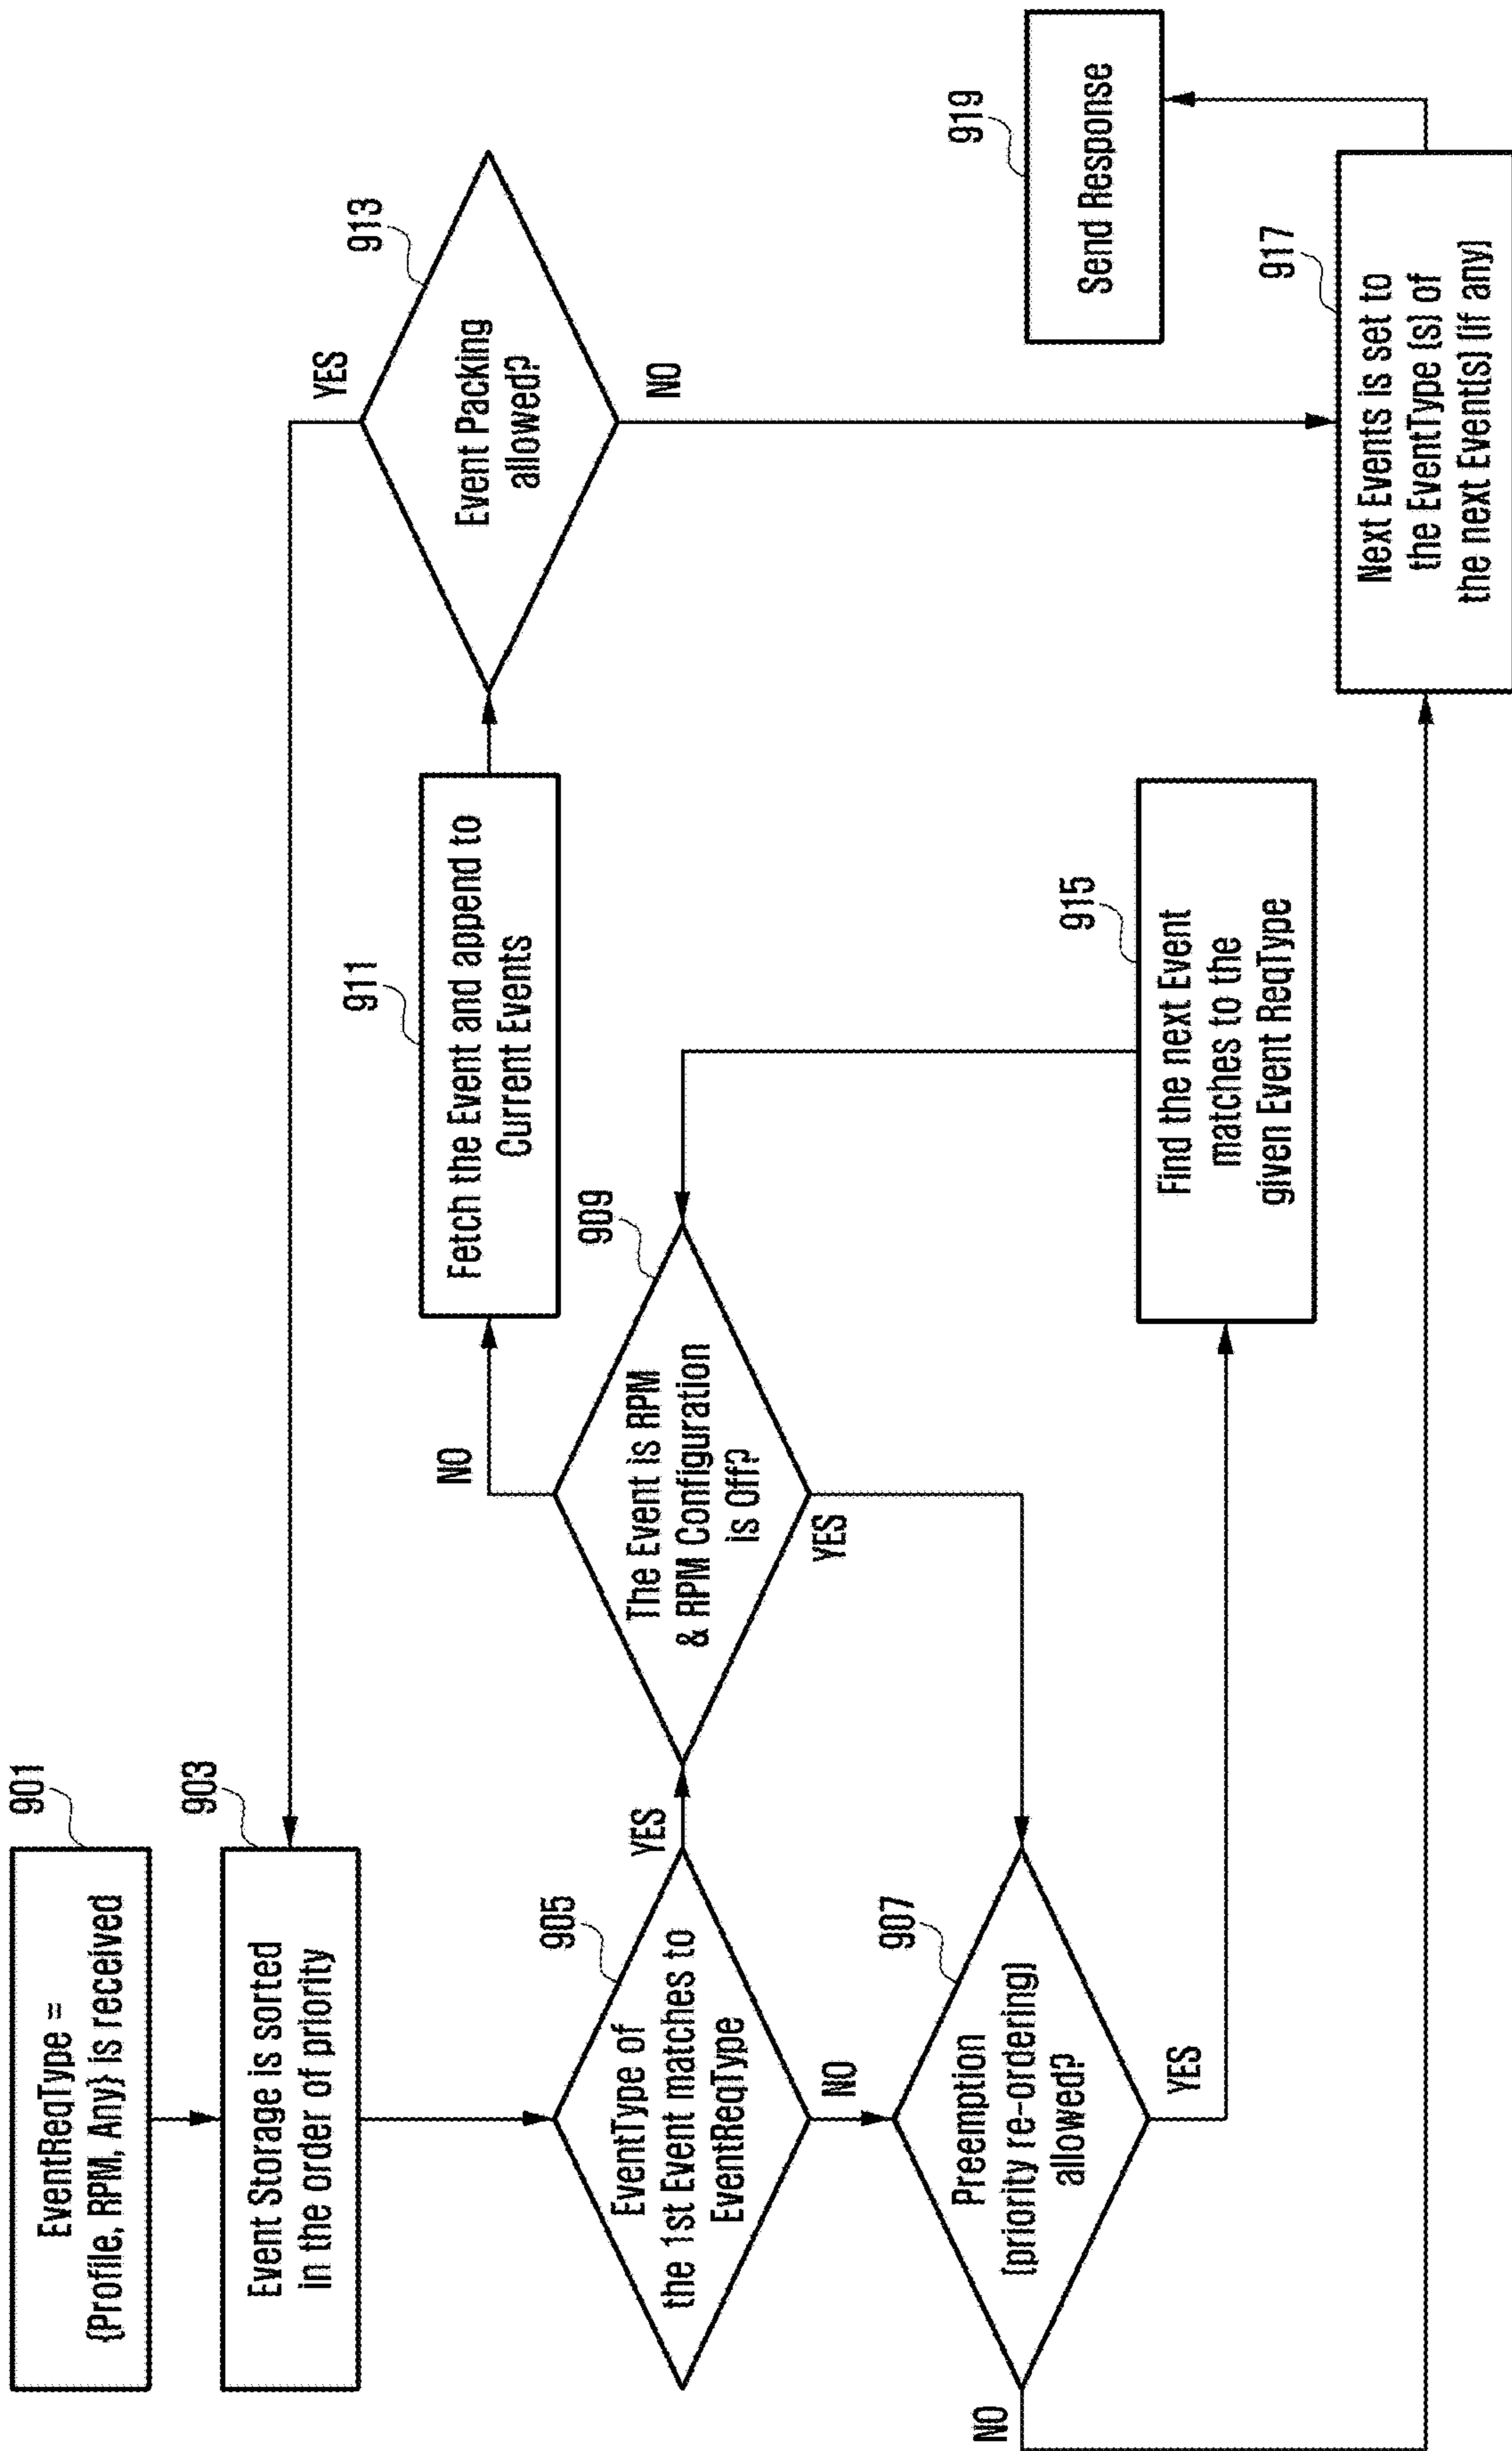 901
EventReqType =
{Profile, RPM, Any} is received
903
Event Storage is sorted
in the order of priority
905
EventType of
the 1st Event matches to
EventReqType
YES
NO
907
Preemption
(priority re-ordering)
allowed?
YES
NO
909
The Event is RPM
& RPM Configuration
is Off?
NO
YES
911
Fetch the Event and append to
Current Events
913
Event Packing
allowed?
YES
NO
915
Find the next Event
matches to the
given Event ReqType
917
Next Events is set to
the EventType (s) of
the next Event(s) (if any)
919
Send Response